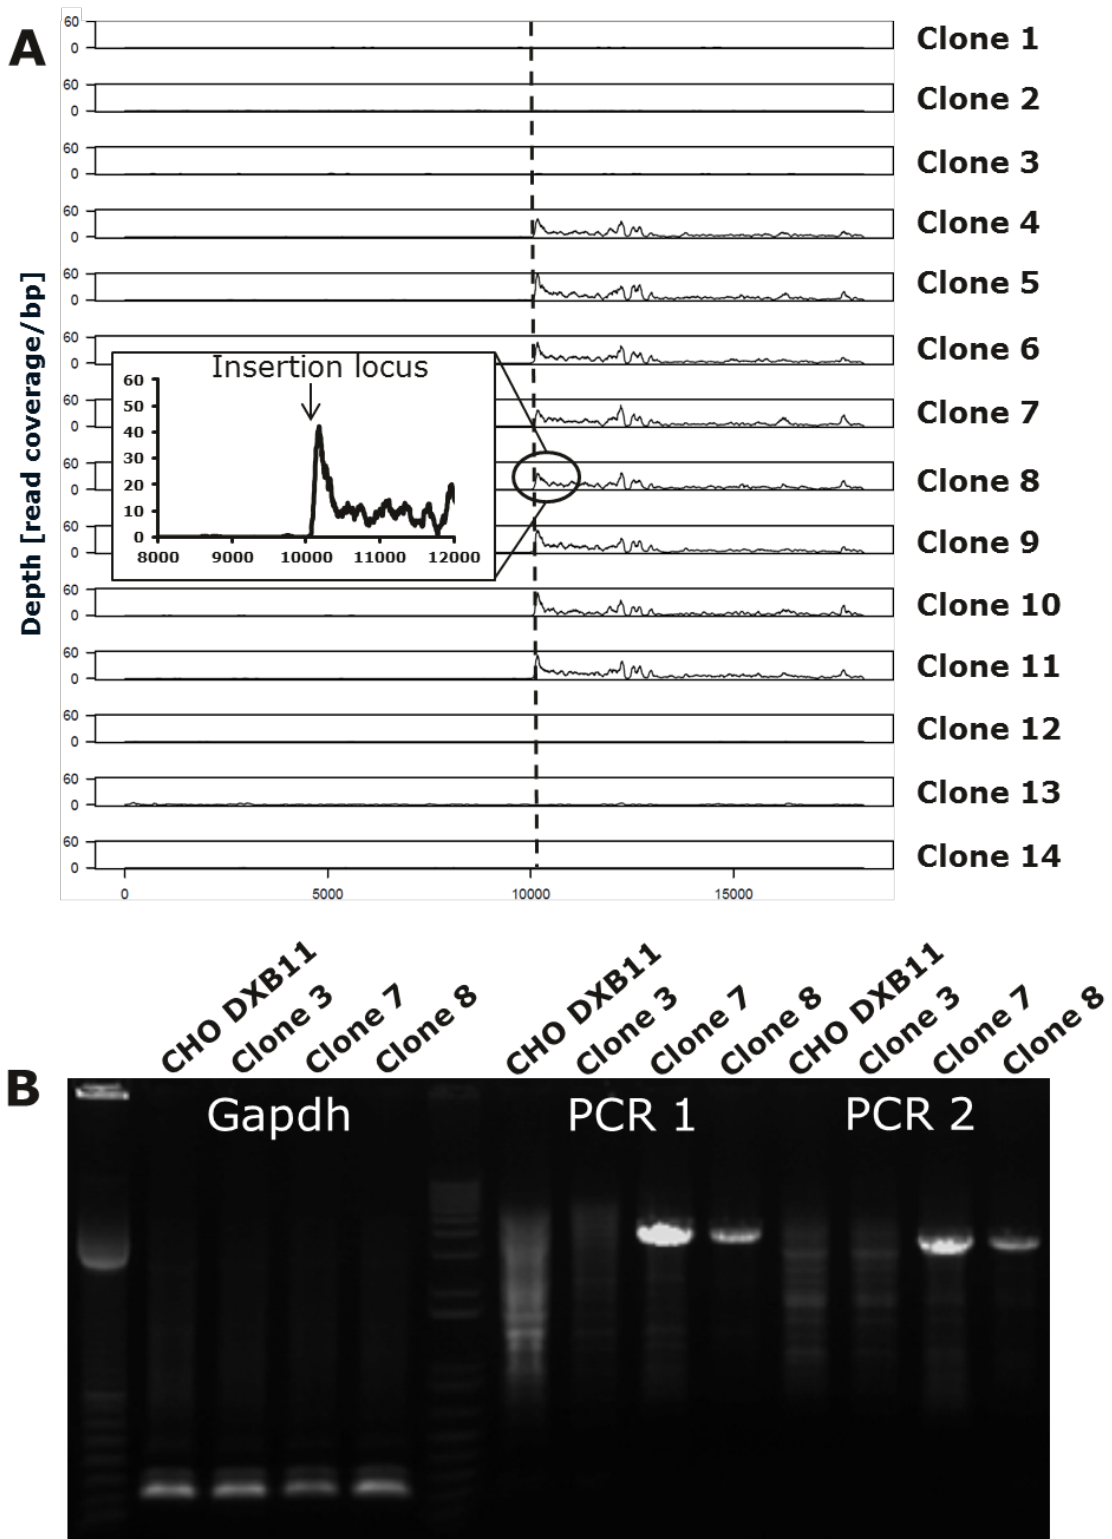 A
60
0
Clone 1
60
0
Clone 2
60
0
Clone 3
60
0
Clone 4
60
0
Clone 5
60
0
Clone 6
60
0
Clone 7
60
0
Clone 8
60
0
Clone 9
60
0
Clone 10
60
0
Clone 11
60
0
Clone 12
60
0
Clone 13
60
0
Clone 14
0 5000 10000 15000
Depth [read coverage/bp]
Insertion locus
60
50
40
30
20
10
0
8000 9000 10000 11000 12000
B
CHO DXB11 Clone 3 Clone 7 Clone 8 CHO DXB11 Clone 3 Clone 7 Clone 8 CHO DXB11 Clone 3 Clone 7 Clone 8
Gapdh PCR 1 PCR 2